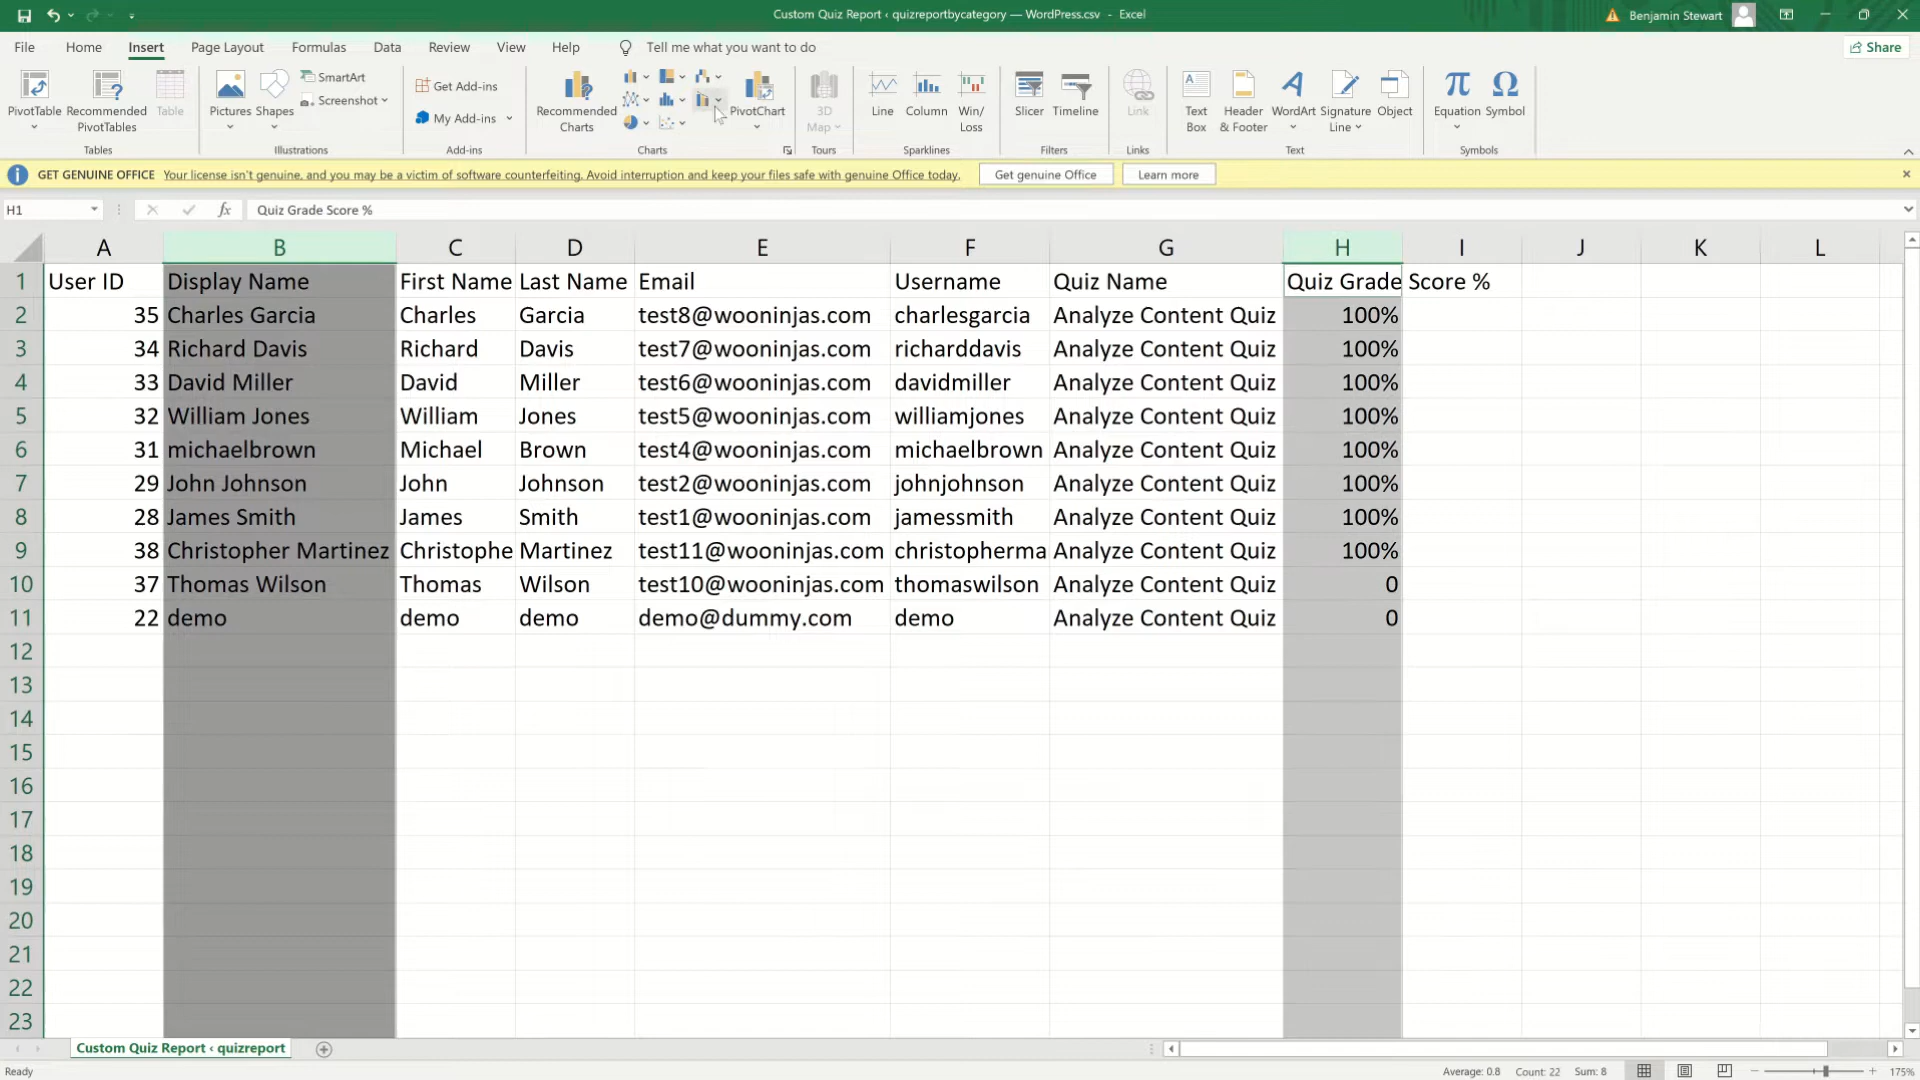 Custom Quiz Report ‹ quizreportbycategory — WordPress.csv - Excel
Benjamin Stewart
File Home Insert Page Layout Formulas Data Review View Help Tell me what you want to do
Share
PivotTable
Recommended
PivotTables
Table
Tables
Pictures
Shapes
SmartArt
Screenshot
Illustrations
Get Add-ins
My Add-ins
Add-ins
Recommended
Charts
PivotChart
Charts
3D
Map
Tours
Line
Column
Win/
Loss
Sparklines
Slicer
Timeline
Filters
Link
Links
Text
Box
Header
& Footer
WordArt
Signature
Line
Object
Text
Equation
Symbol
Symbols
GET GENUINE OFFICE Your license isn't genuine, and you may be a victim of software counterfeiting. Avoid interruption and keep your files safe with genuine Office today. Get genuine Office Learn more
H1 fx Quiz Grade Score %
A B C D E F G H I J K L
1 User ID Display Name First Name Last Name Email Username Quiz Name Quiz Grade Score %
2 35 Charles Garcia Charles Garcia test8@wooninjas.com charlesgarcia Analyze Content Quiz 100%
3 34 Richard Davis Richard Davis test7@wooninjas.com richarddavis Analyze Content Quiz 100%
4 33 David Miller David Miller test6@wooninjas.com davidmiller Analyze Content Quiz 100%
5 32 William Jones William Jones test5@wooninjas.com williamjones Analyze Content Quiz 100%
6 31 michaelbrown Michael Brown test4@wooninjas.com michaelbrown Analyze Content Quiz 100%
7 29 John Johnson John Johnson test2@wooninjas.com johnjohnson Analyze Content Quiz 100%
8 28 James Smith James Smith test1@wooninjas.com jamessmith Analyze Content Quiz 100%
9 38 Christopher Martinez Christophe Martinez test11@wooninjas.com christopherma Analyze Content Quiz 100%
10 37 Thomas Wilson Thomas Wilson test10@wooninjas.com thomaswilson Analyze Content Quiz 0
11 22 demo demo demo demo@dummy.com demo Analyze Content Quiz 0
12
13
14
15
16
17
18
19
20
21
22
23
Custom Quiz Report ‹ quizreport
Ready Average: 0.8 Count: 22 Sum: 8 175%